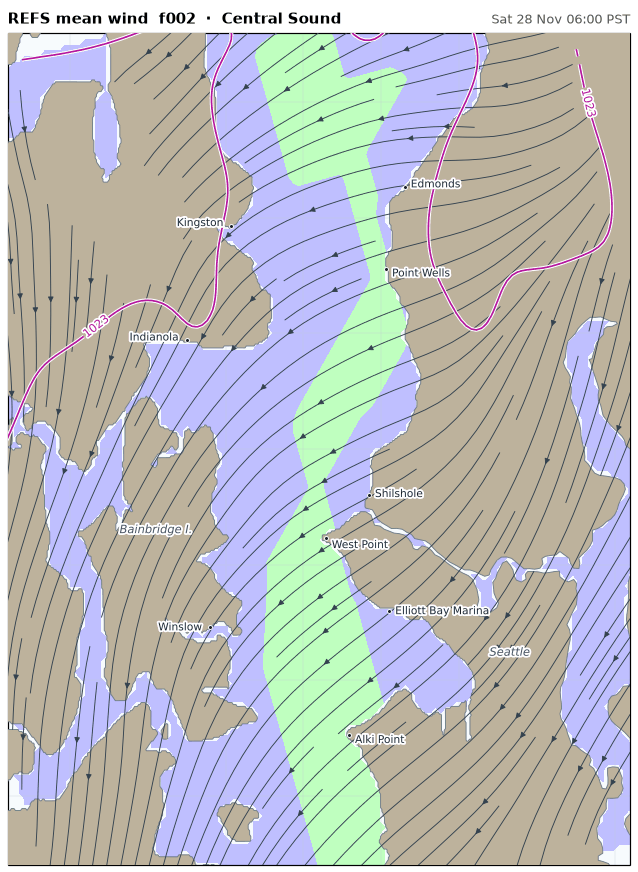 REFS mean wind f002 · Central Sound
Sat 28 Nov 06:00 PST
1023
Edmonds
Kingston
Point Wells
1023
Indianola
Shilshole
Bainbridge I.
West Point
Elliott Bay Marina
Winslow
Seattle
Alki Point